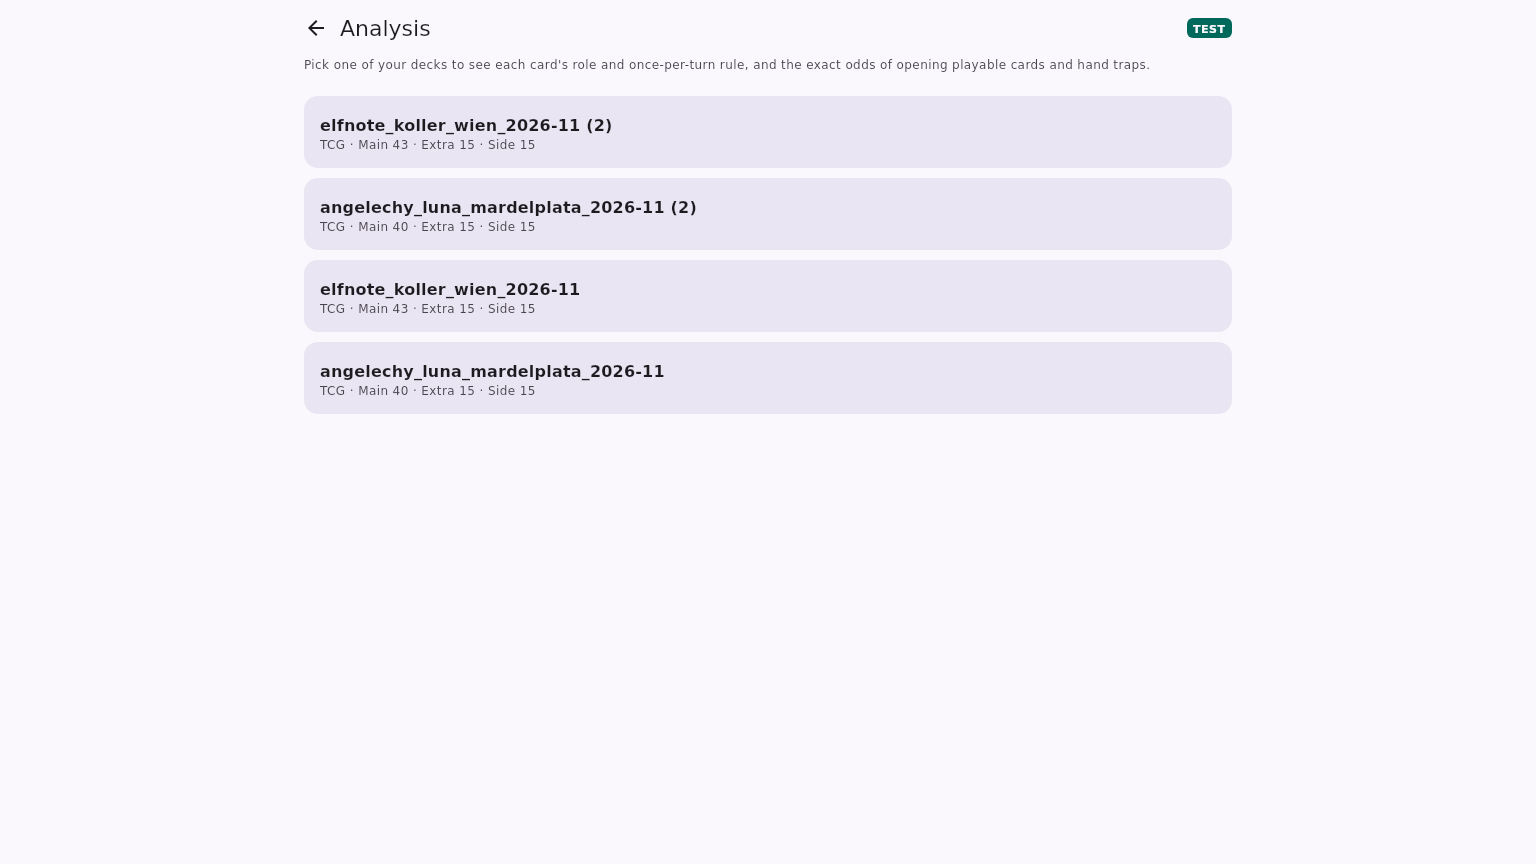 Analysis
TEST
Pick one of your decks to see each card's role and once-per-turn rule, and the exact odds of opening playable cards and hand traps.
elfnote_koller_wien_2026-11 (2)
TCG · Main 43 · Extra 15 · Side 15
angelechy_luna_mardelplata_2026-11 (2)
TCG · Main 40 · Extra 15 · Side 15
elfnote_koller_wien_2026-11
TCG · Main 43 · Extra 15 · Side 15
angelechy_luna_mardelplata_2026-11
TCG · Main 40 · Extra 15 · Side 15